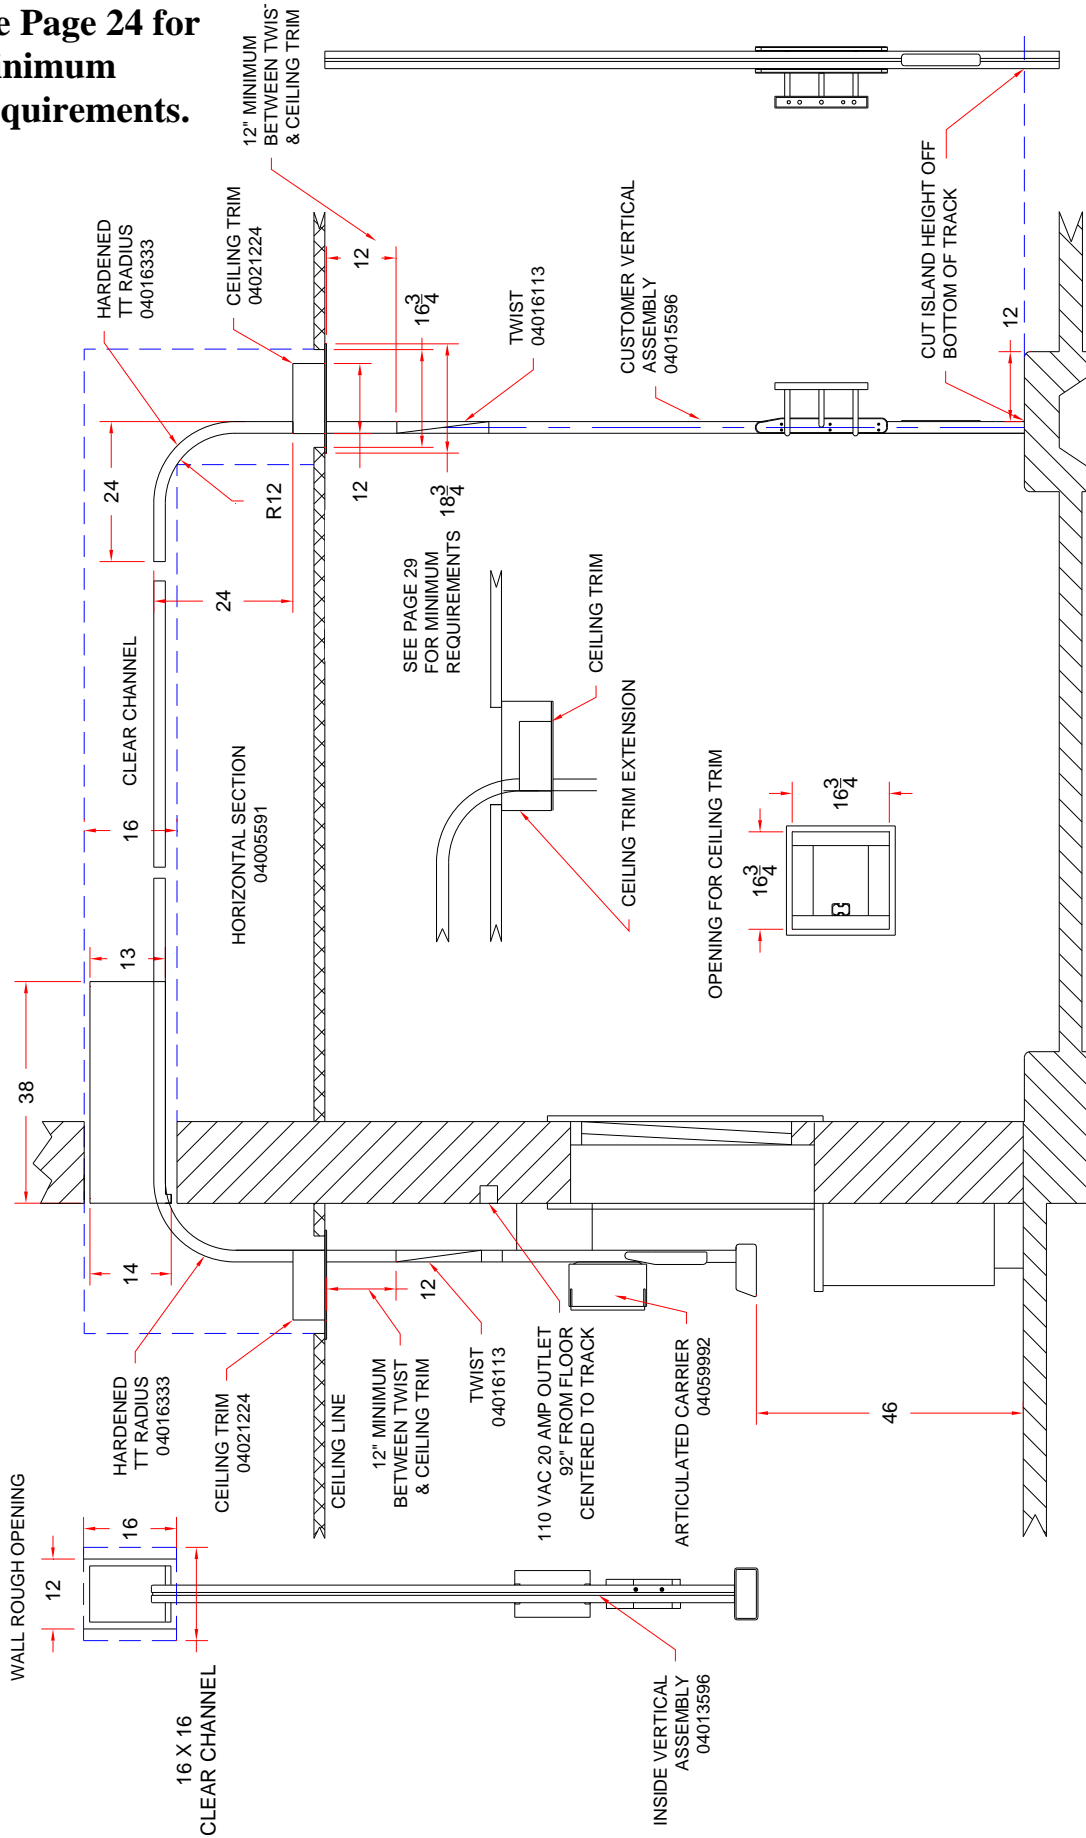 e Page 24 for
inimum
quirements.
12" MINIMUM
BETWEEN TWIS
& CEILING TRIM
HARDENED
TT RADIUS
04016333
CEILING TRIM
04021224
12
16 3/4
TWIST
04016113
CUSTOMER VERTICAL
ASSEMBLY
04015596
CUT ISLAND HEIGHT OFF
BOTTOM OF TRACK
12
24
R12
12
18 3/4
24
SEE PAGE 29
FOR MINIMUM
REQUIREMENTS
CEILING TRIM
CLEAR CHANNEL
16
HORIZONTAL SECTION
04005591
CEILING TRIM EXTENSION
OPENING FOR CEILING TRIM
16 3/4
16 3/4
13
38
14
12
HARDENED
TT RADIUS
04016333
CEILING TRIM
04021224
CEILING LINE
12" MINIMUM
BETWEEN TWIST
& CEILING TRIM
TWIST
04016113
110 VAC 20 AMP OUTLET
92" FROM FLOOR
CENTERED TO TRACK
ARTICULATED CARRIER
04059992
46
WALL ROUGH OPENING
16
12
16 X 16
CLEAR CHANNEL
INSIDE VERTICAL
ASSEMBLY
04013596